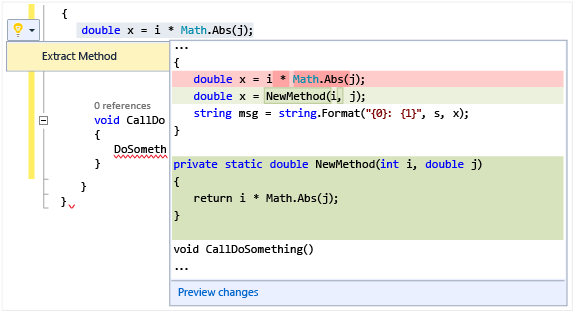 {
double x = i * Math.Abs(j);
Extract Method
...
{
double x = i * Math.Abs(j);
double x = NewMethod(i, j);
string msg = string.Format("{0}: {1}", s, x);
}
private static double NewMethod(int i, double j)
{
return i * Math.Abs(j);
}
void CallDoSomething()
...
Preview changes
0 references
void CallDo
{
DoSometh
}
}
}